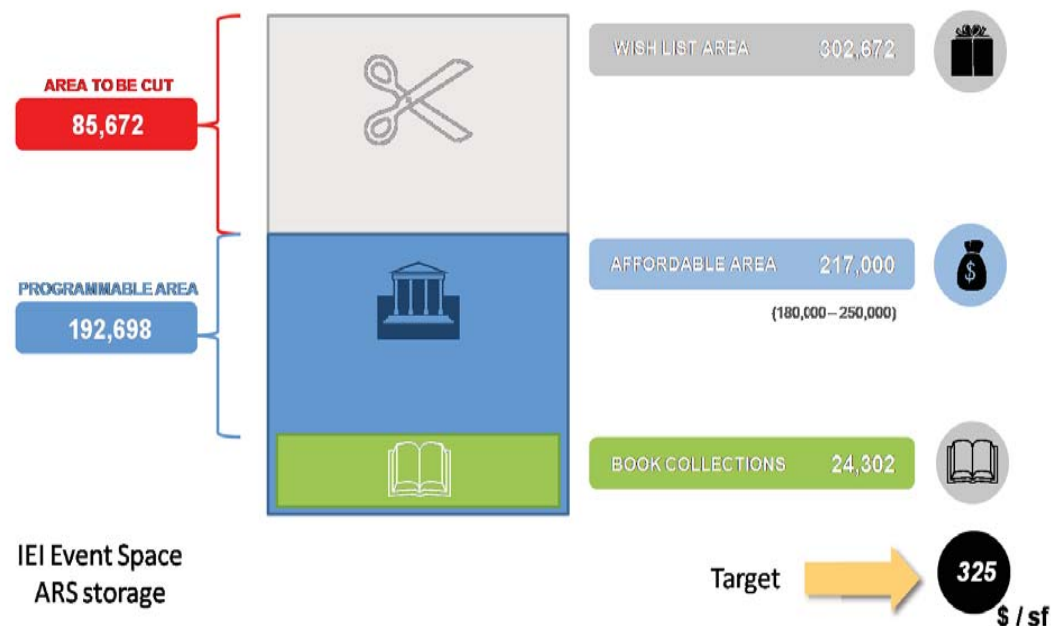 AREA TO BE CUT
85,672
WISH LIST AREA 302,672
PROGRAMMABLE AREA
192,698
AFFORDABLE AREA 217,000
(180,000 – 250,000)
$
BOOK COLLECTIONS 24,302
IEI Event Space
ARS storage
Target
325
$ / sf